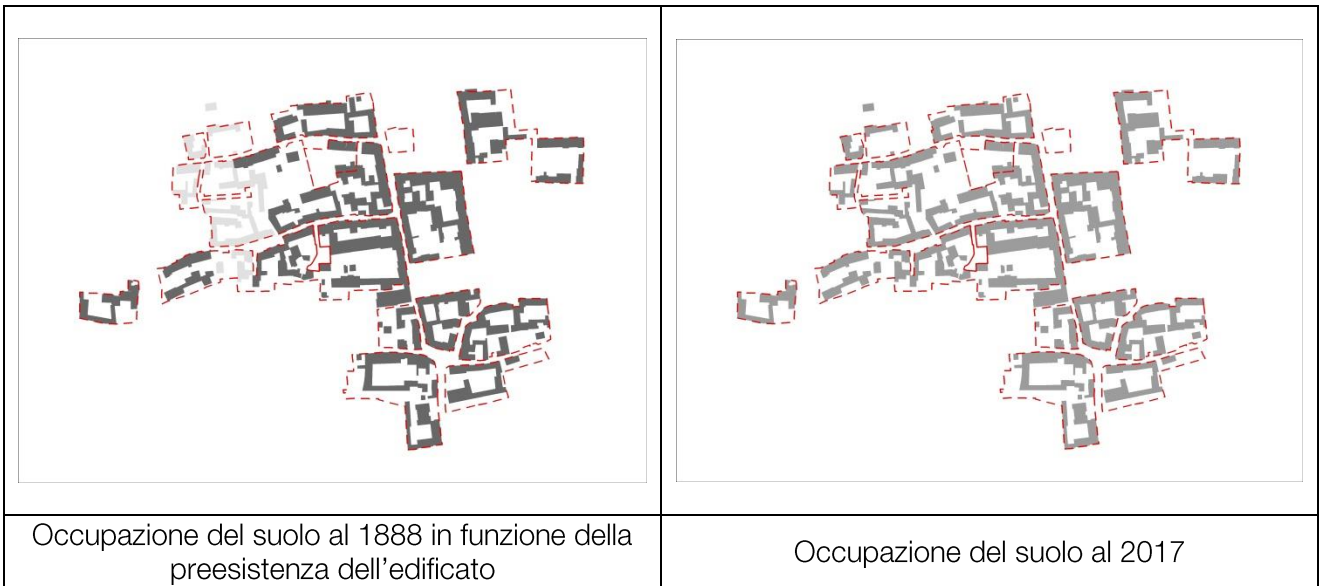 Occupazione del suolo al 1888 in funzione della
preesistenza dell'edificato
Occupazione del suolo al 2017